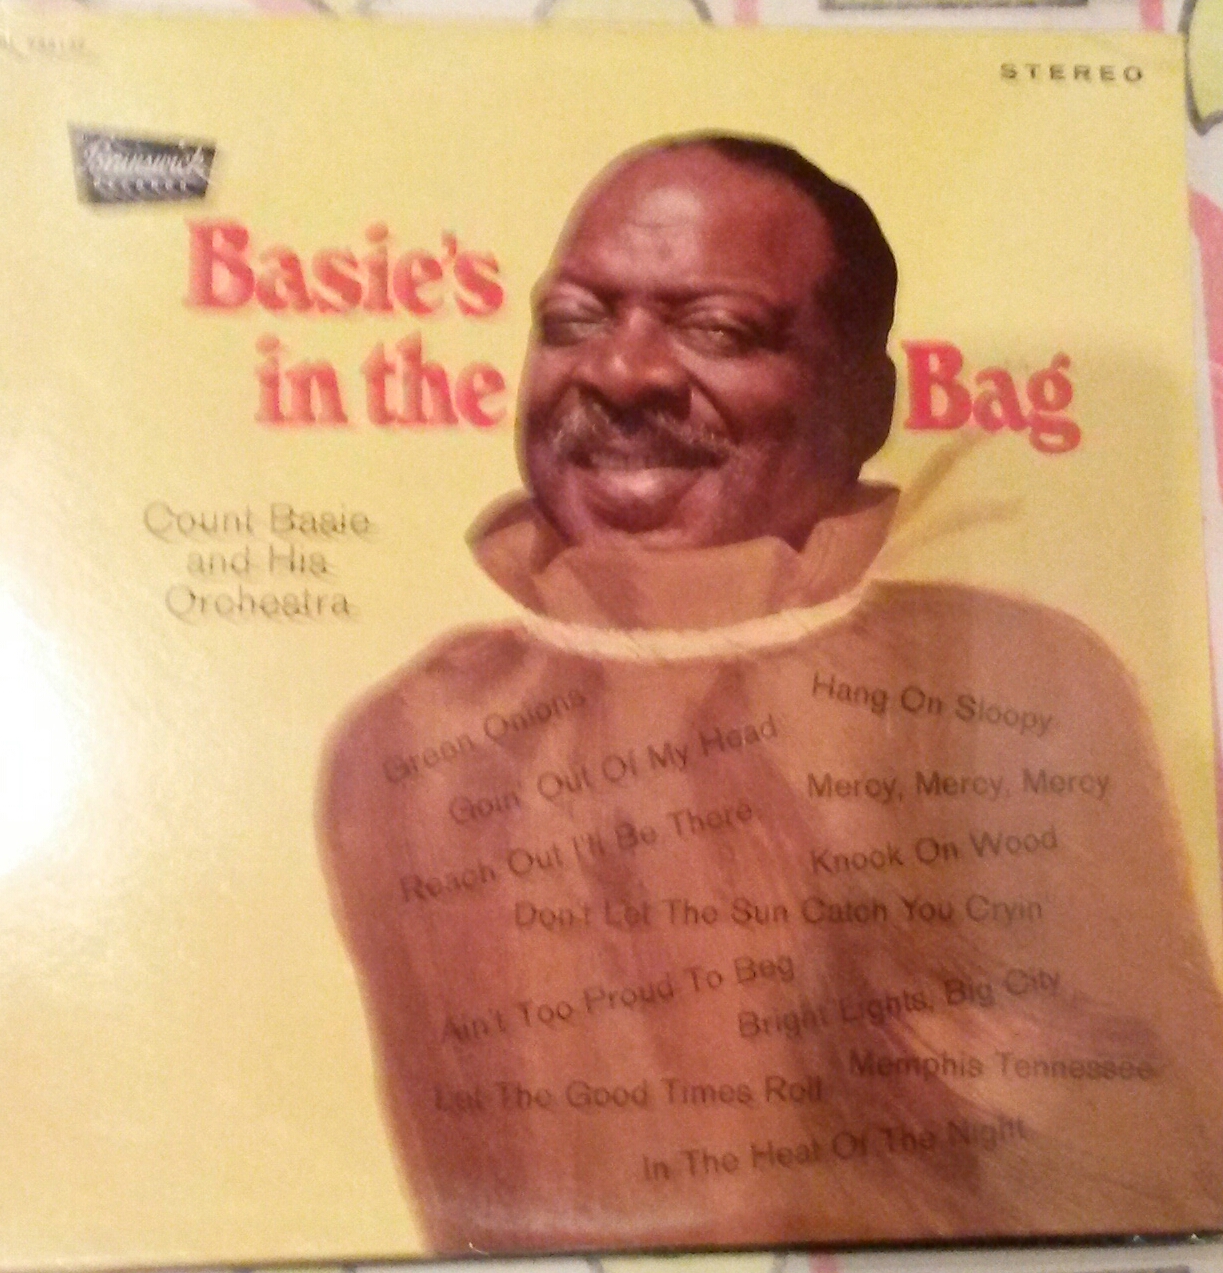 STEREO
Brunswick
RECORDS
Basie's
in the Bag
Count Basie
and His
Orchestra
Green Onions
Hang On Sloopy
Goin' Out Of My Head
Mercy, Mercy, Mercy
Reach Out I'll Be There
Knock On Wood
Don't Let The Sun Catch You Cryin
Ain't Too Proud To Beg
Bright Lights, Big City
Memphis Tennessee
Let The Good Times Roll
In The Heat Of The Night